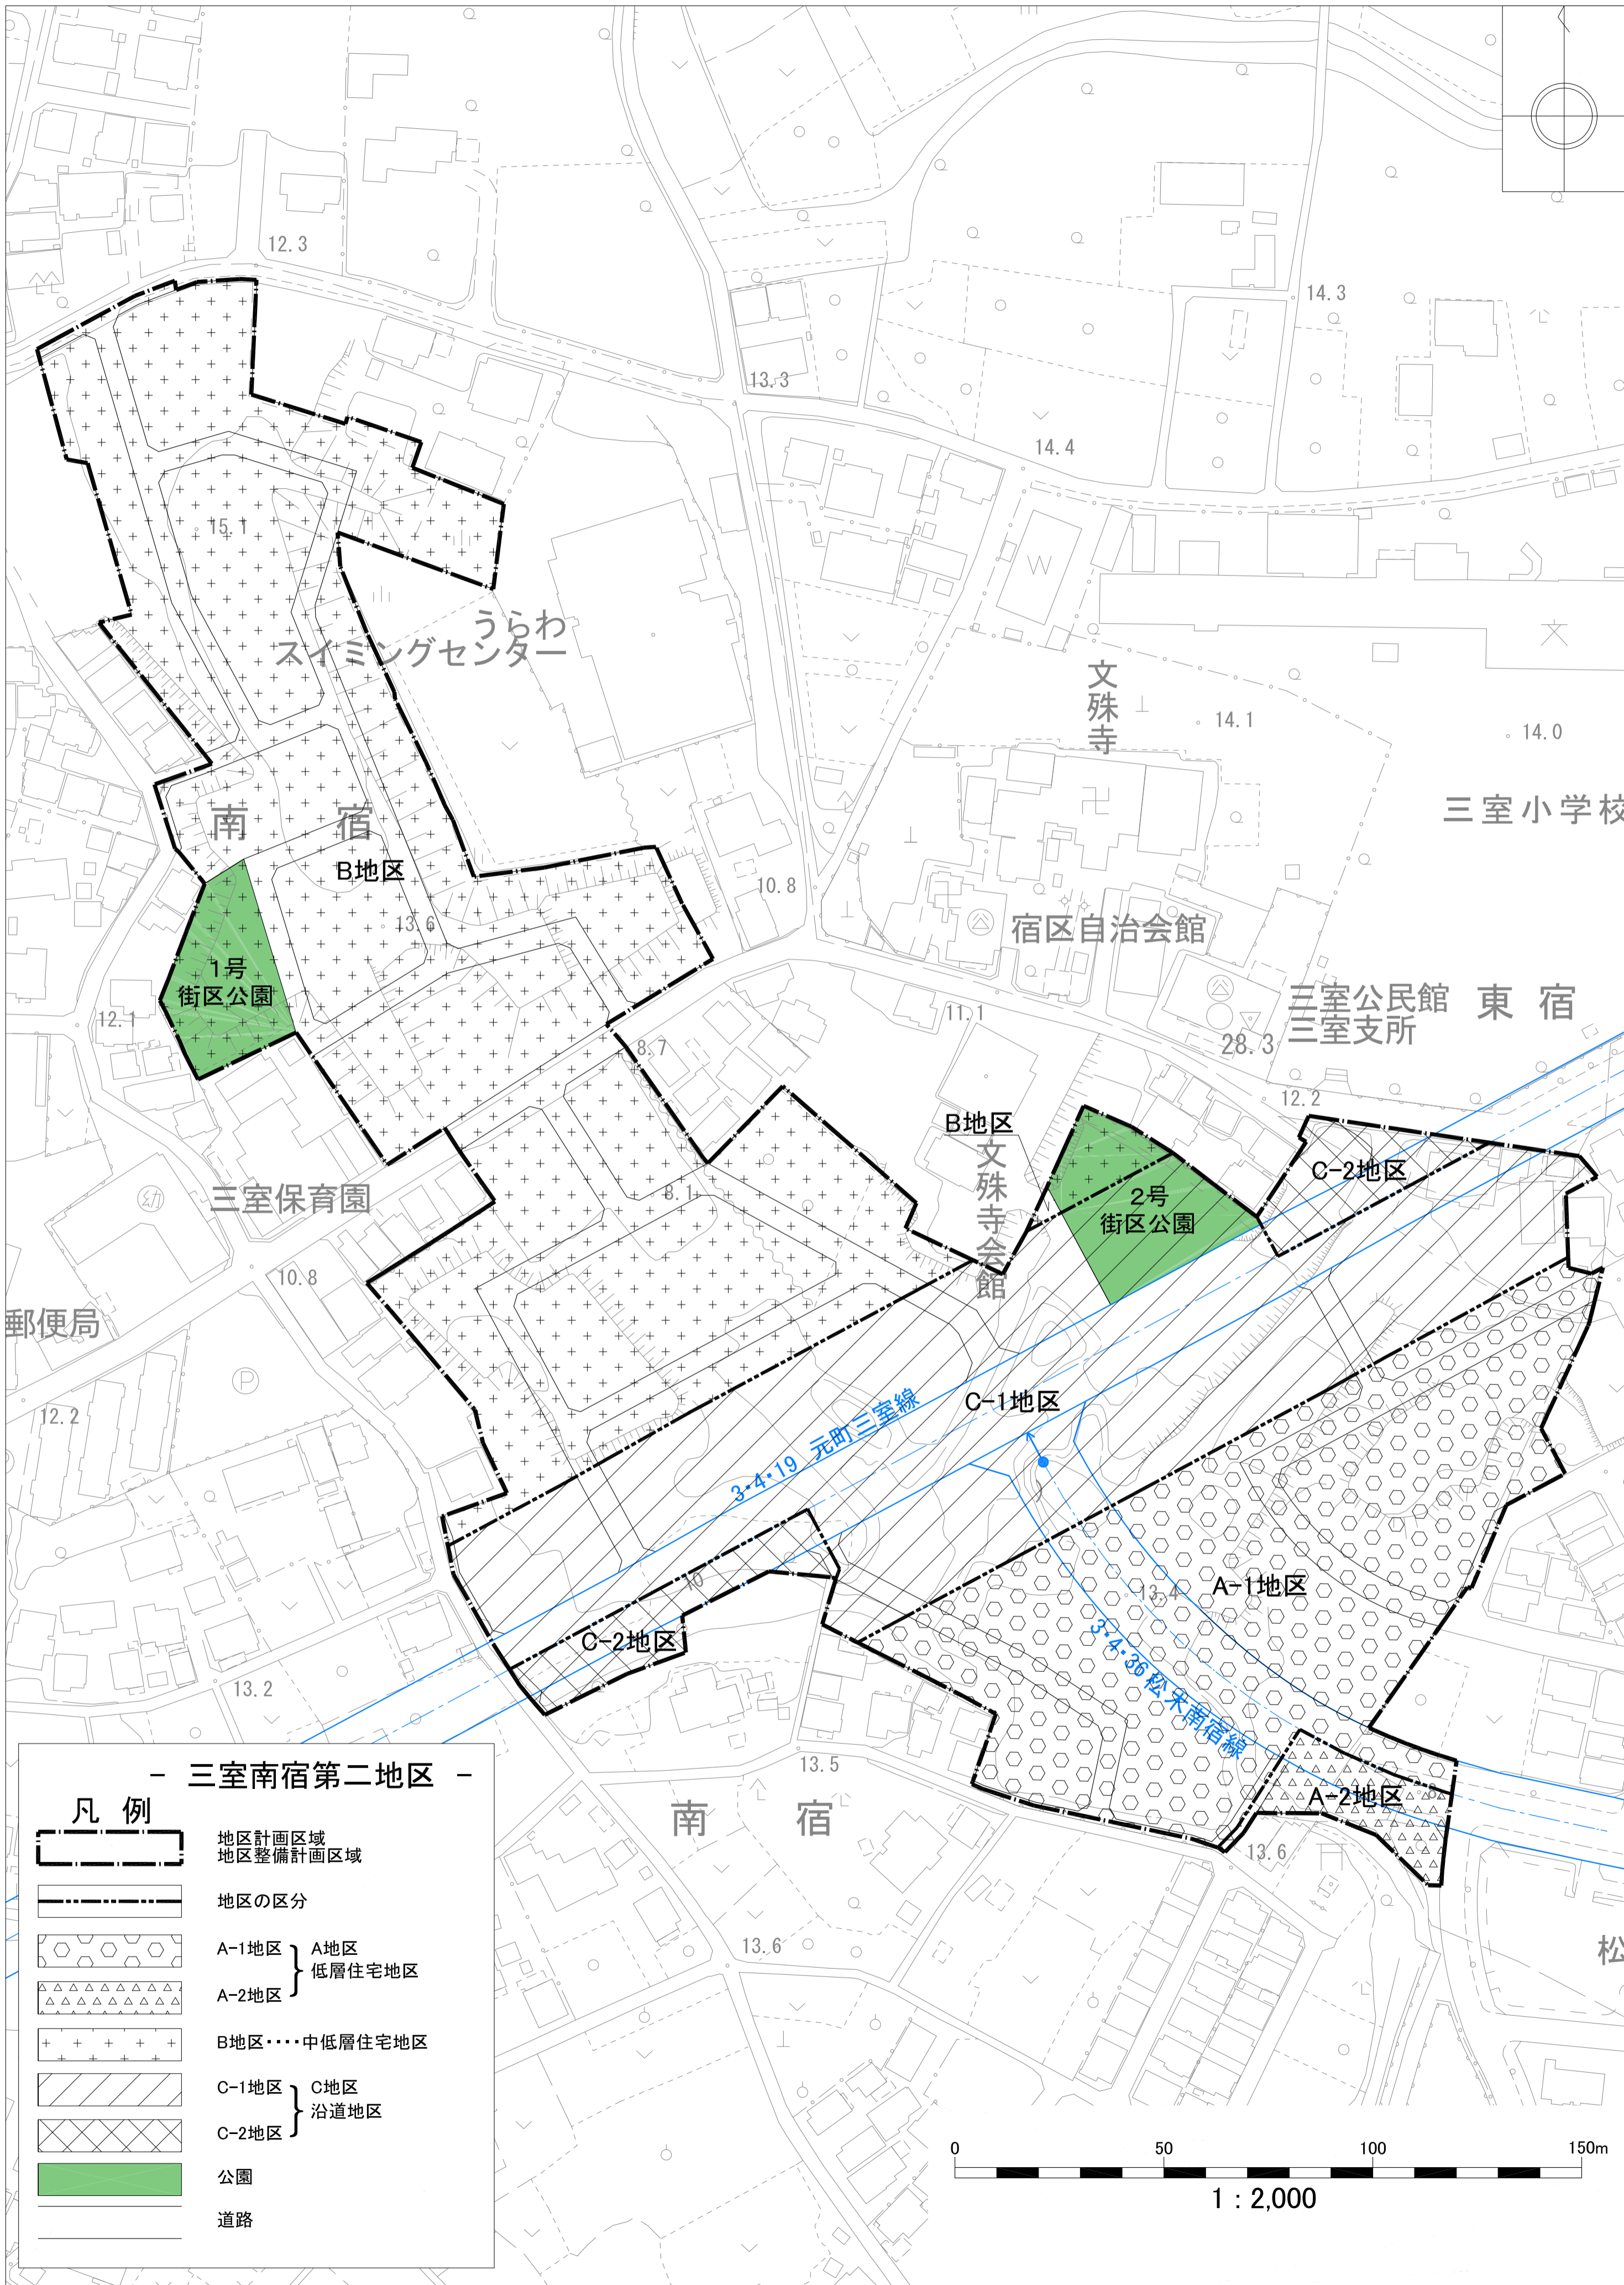 12.3
14.3
13.3
14.4
W
15.1
うらわ
スイミングセンター
文殊寺
14.1
14.0
三室小学校
南宿
B地区
10.8
13.6
宿区自治会館
1号
街区公園
12.1
11.1
三室公民館
三室支所
東宿
28.3
8.7
12.2
B地区
文殊寺会館
C-2地区
2号
街区公園
8.1
三室保育園
幼
10.8
郵便局
P
12.2
C-1地区
3・4・19 元町三室線
10
A-1地区
13.4
C-2地区
3・4・36 松木南宿線
13.2
13.5
A-2地区
南宿
13.6
13.6
松
- 三室南宿第二地区 -
凡例
地区計画区域
地区整備計画区域
地区の区分
A-1地区
A地区
低層住宅地区
A-2地区
B地区････中低層住宅地区
C-1地区
C地区
沿道地区
C-2地区
公園
道路
0 50 100 150m
1:2,000